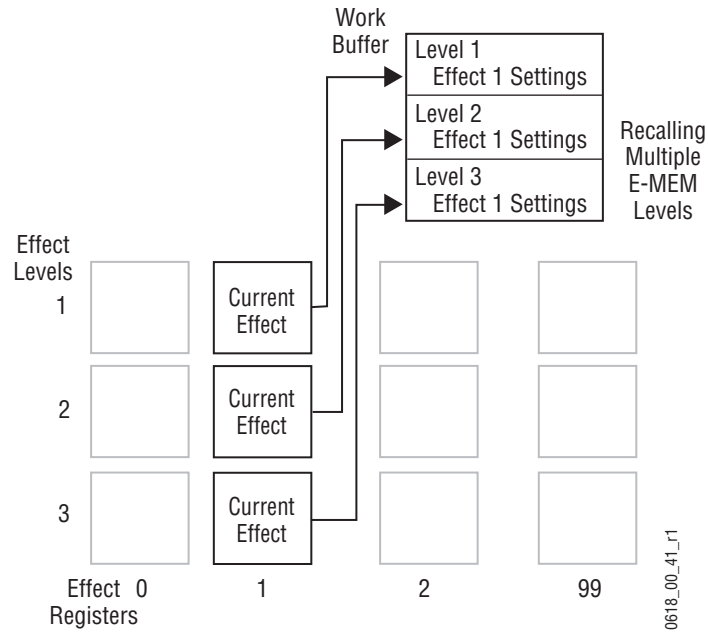 Work
Buffer
Level 1
Effect 1 Settings
Level 2
Effect 1 Settings
Level 3
Effect 1 Settings
Recalling
Multiple
E-MEM
Levels
Effect
Levels
1
Current
Effect
2
Current
Effect
3
Current
Effect
Effect 0 1 2 99
Registers
0618_00_41_r1